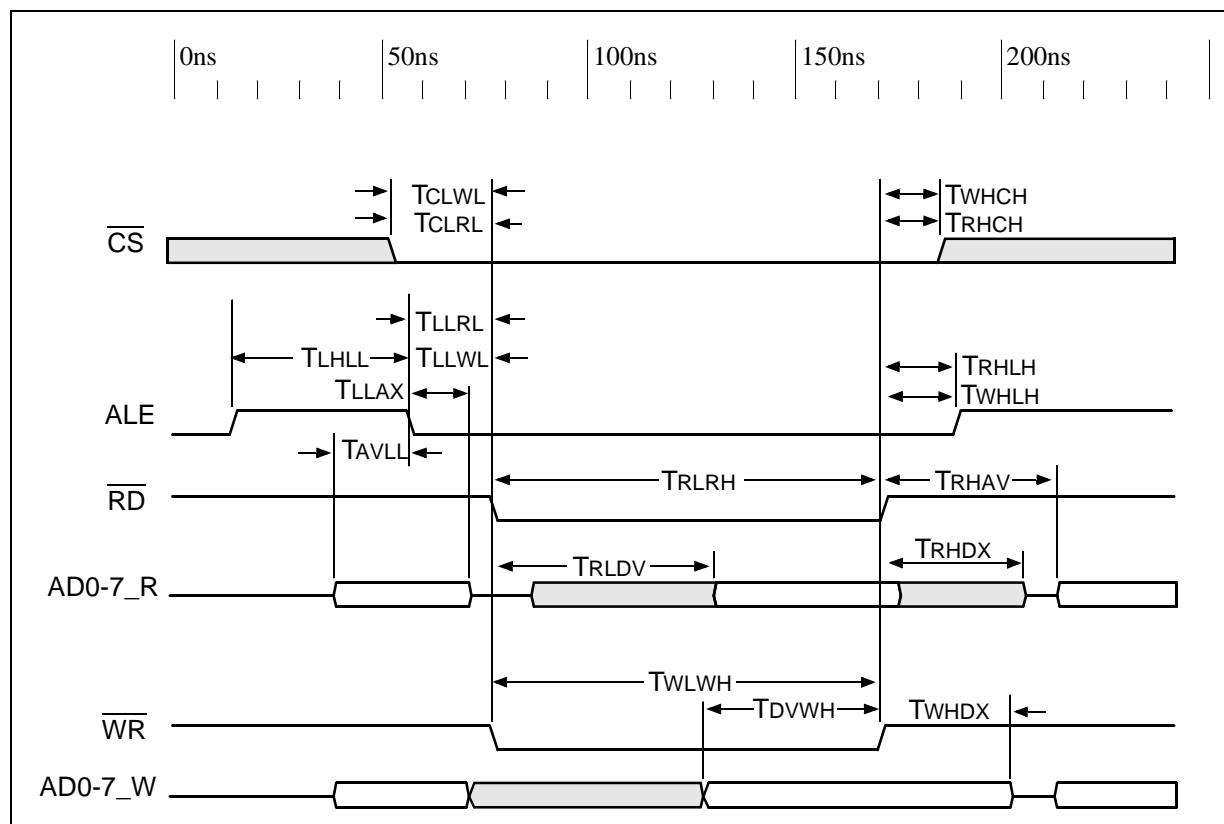 0ns 50ns 100ns 150ns 200ns
TCLWL TWHCH
TCLRL TRHCH
CS
TLLRL
TLHLL TLLWL TRHLH
TLLAX TWHLH
ALE
TAVLL
TRLRH TRHAV
RD
TRLDV TRHDX
AD0-7_R
TWLWH
TDVWH TWHDX
WR
AD0-7_W